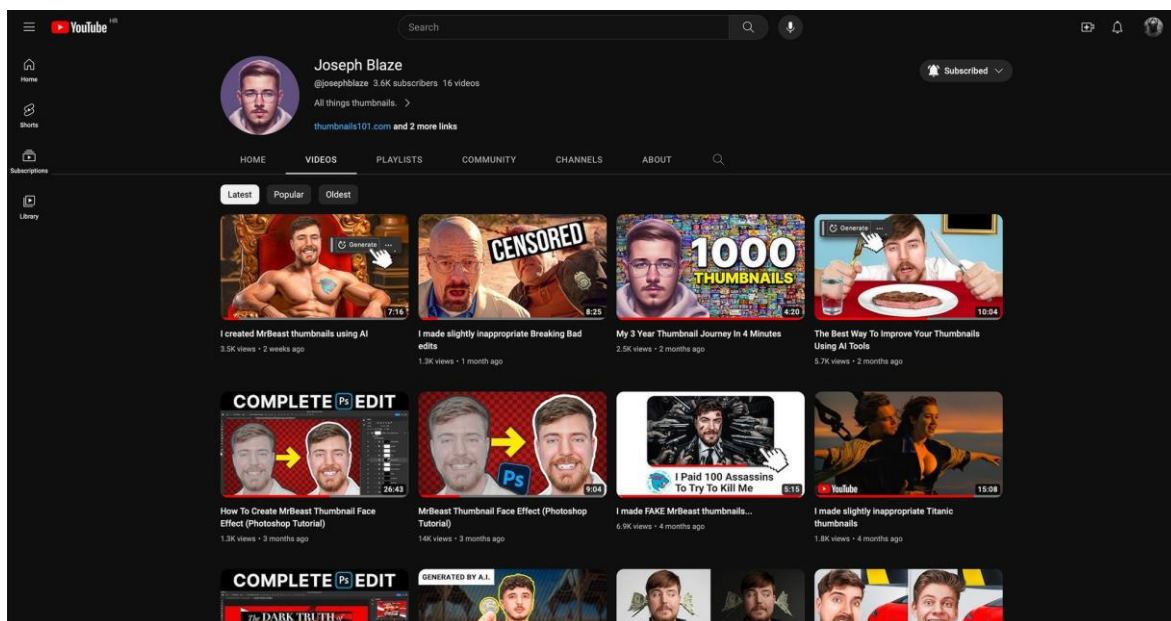 YouTube HR
Search
Home
Shorts
Subscriptions
Library
Joseph Blaze
@josephblaze 3.6K subscribers 16 videos
All things thumbnails.
thumbnails101.com and 2 more links
Subscribed
HOME VIDEOS PLAYLISTS COMMUNITY CHANNELS ABOUT
Latest Popular Oldest
Generate
7:16
I created MrBeast thumbnails using AI
3.5K views • 2 weeks ago
CENSORED
8:25
I made slightly inappropriate Breaking Bad
edits
1.3K views • 1 month ago
1000
THUMBNAILS
4:20
My 3 Year Thumbnail Journey In 4 Minutes
2.5K views • 2 months ago
Generate
10:04
The Best Way To Improve Your Thumbnails
Using AI Tools
5.7K views • 2 months ago
COMPLETE Ps EDIT
26:43
How To Create MrBeast Thumbnail Face
Effect (Photoshop Tutorial)
1.3K views • 3 months ago
Ps
9:04
MrBeast Thumbnail Face Effect (Photoshop
Tutorial)
14K views • 3 months ago
I Paid 100 Assassins
To Try To Kill Me
5:15
I made FAKE MrBeast thumbnails...
6.9K views • 4 months ago
YouTube
15:08
I made slightly inappropriate Titanic
thumbnails
1.8K views • 4 months ago
COMPLETE Ps EDIT
The DARK TRUTH of
GENERATED BY A.I.